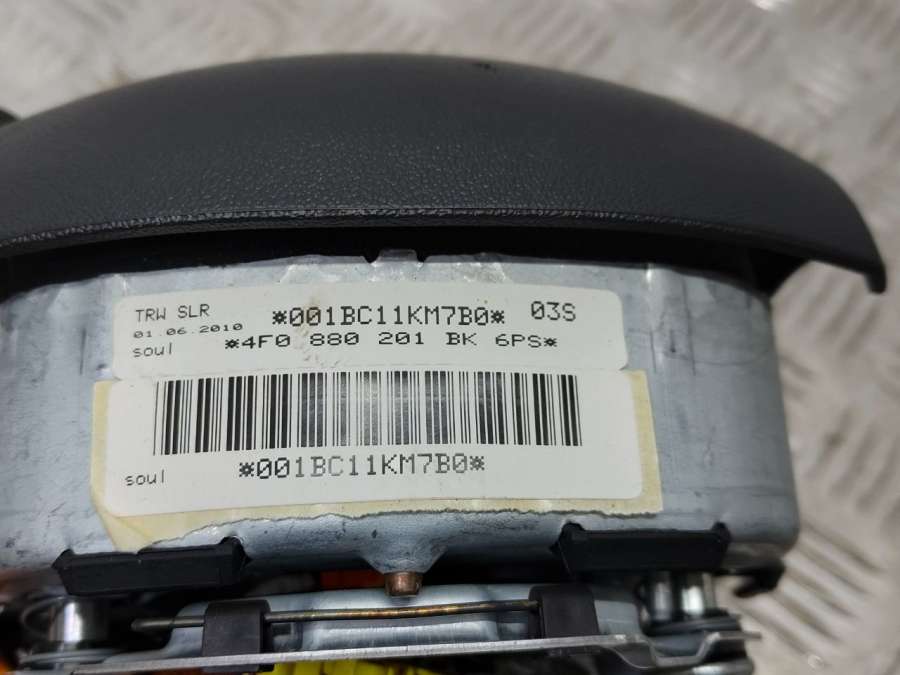 TRW SLR
*001BC11KM7B0*
03S
01.06.2010
soul
*4F0 880 201 BK 6PS*
soul
*001BC11KM7B0*